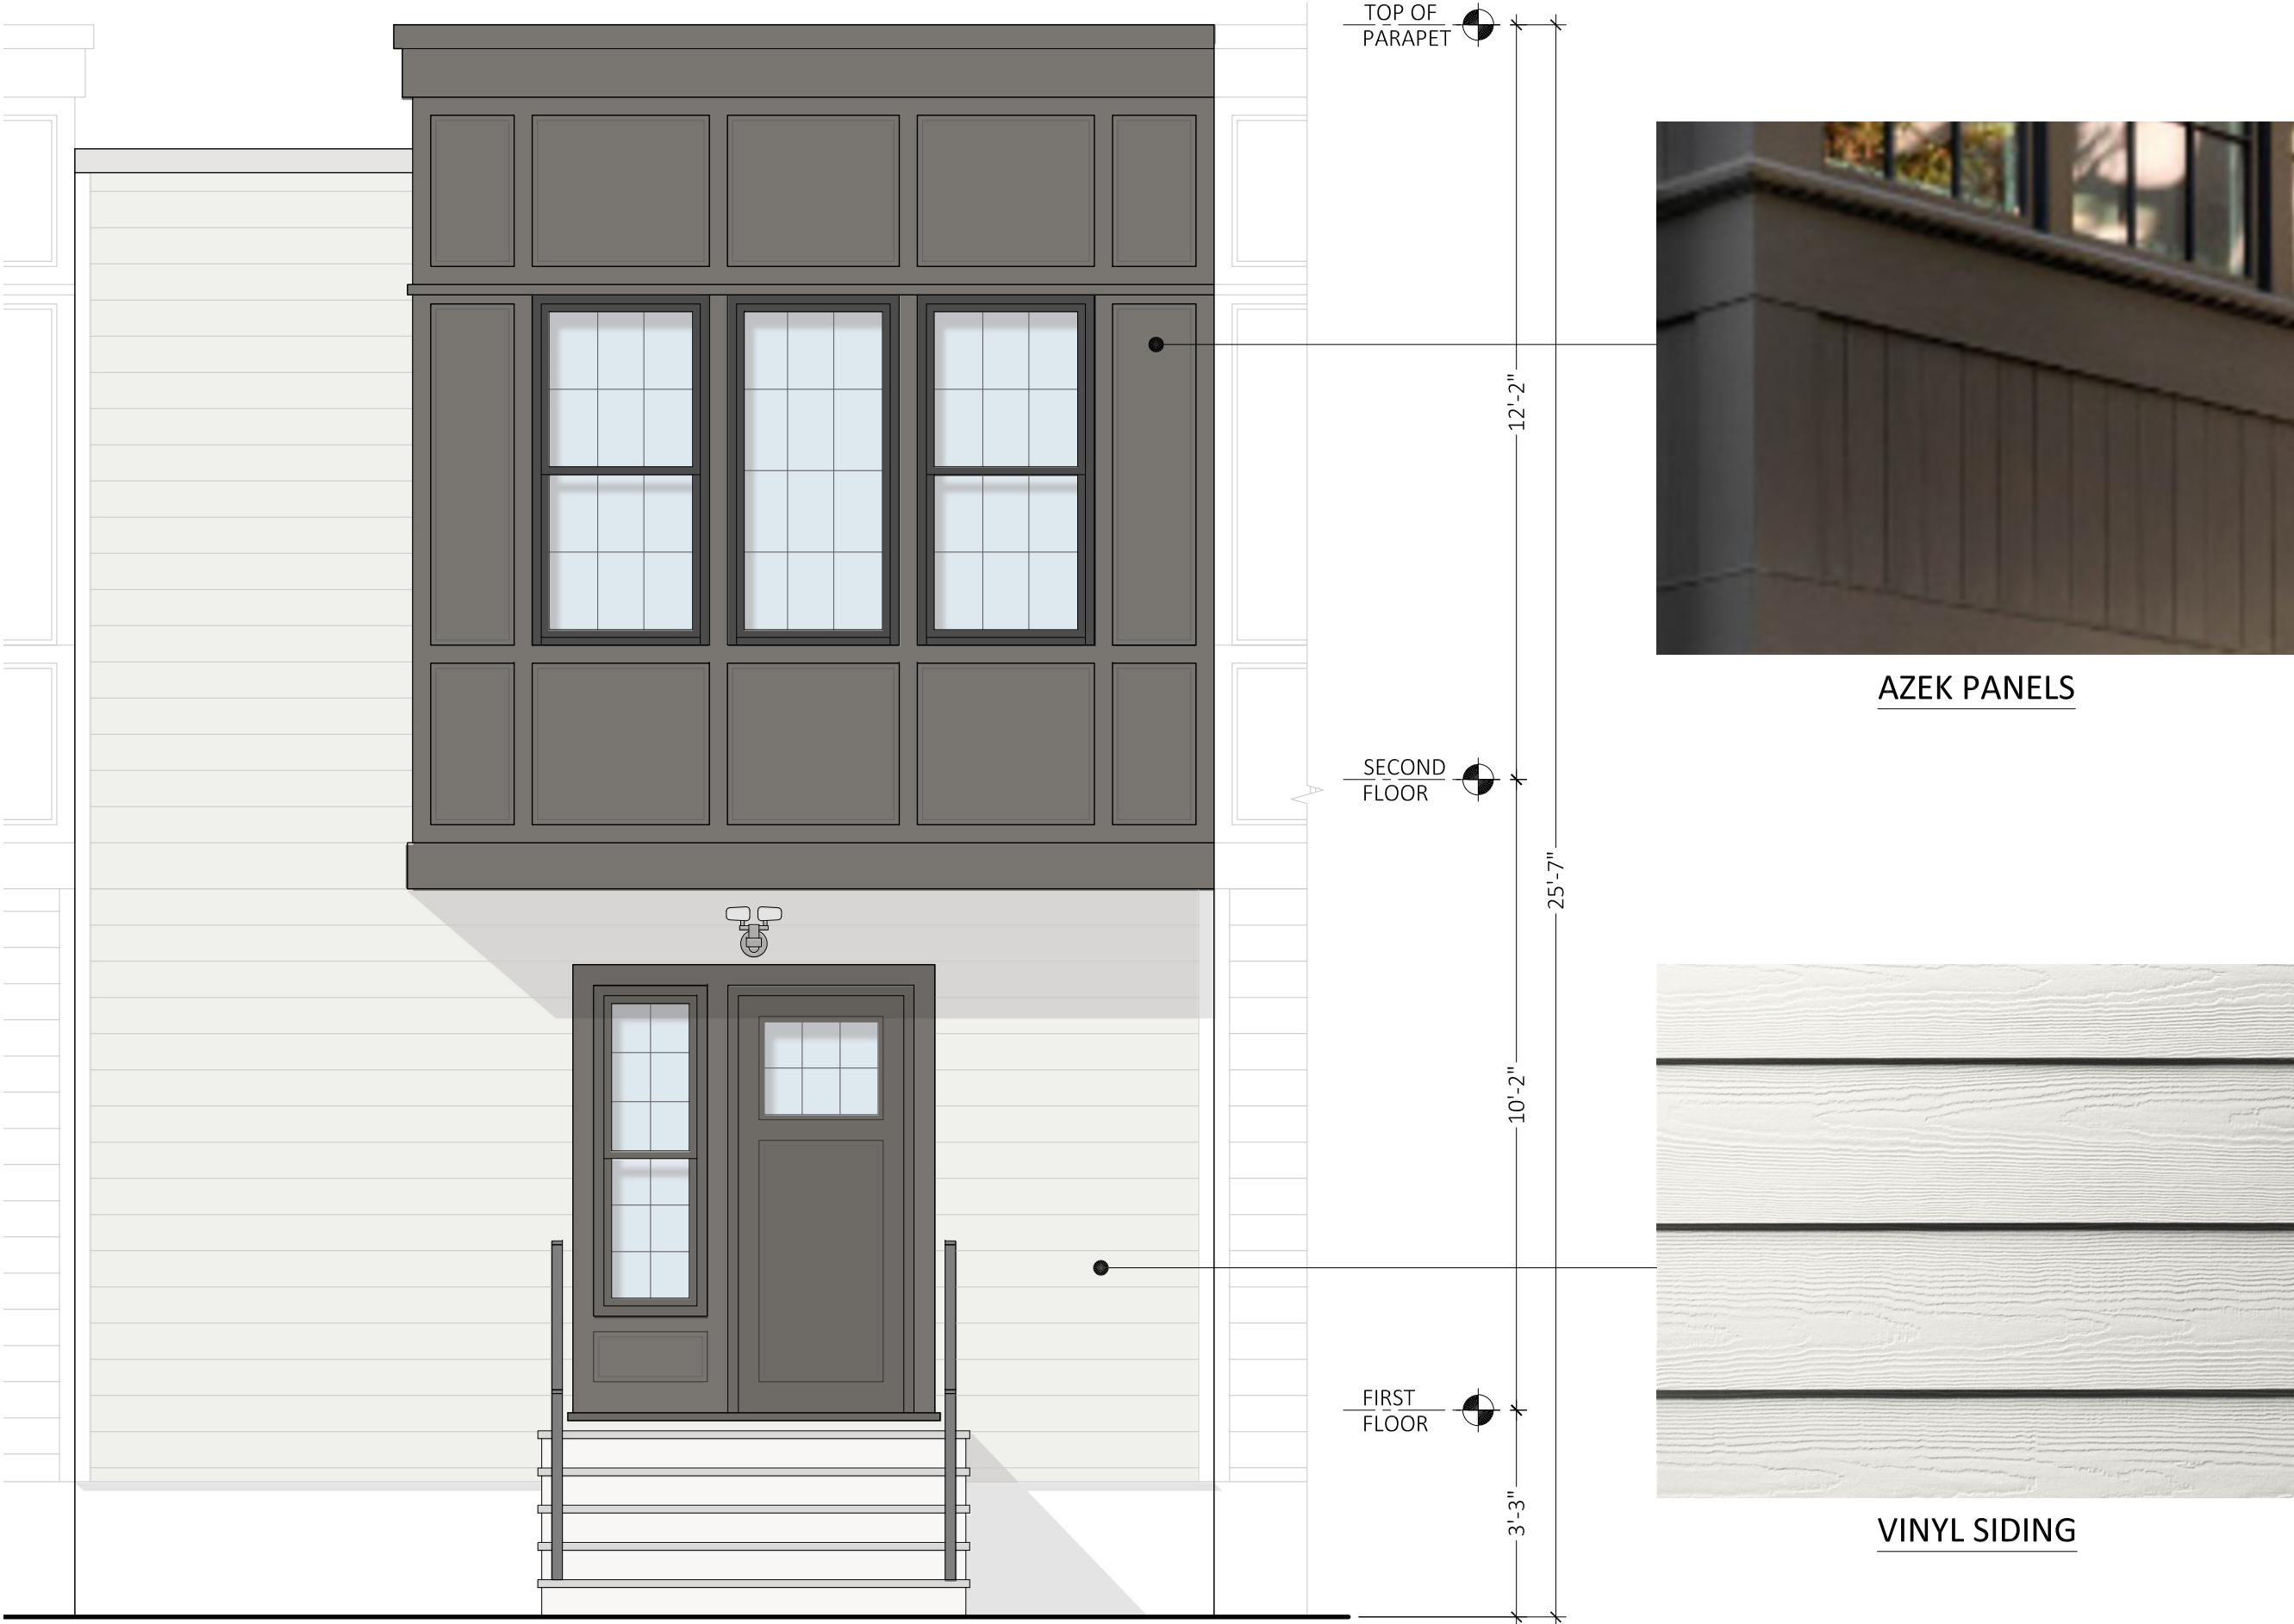 TOP OF
PARAPET
12'-2"
AZEK PANELS
SECOND
FLOOR
25'-7"
10'-2"
FIRST
FLOOR
3'-3"
VINYL SIDING